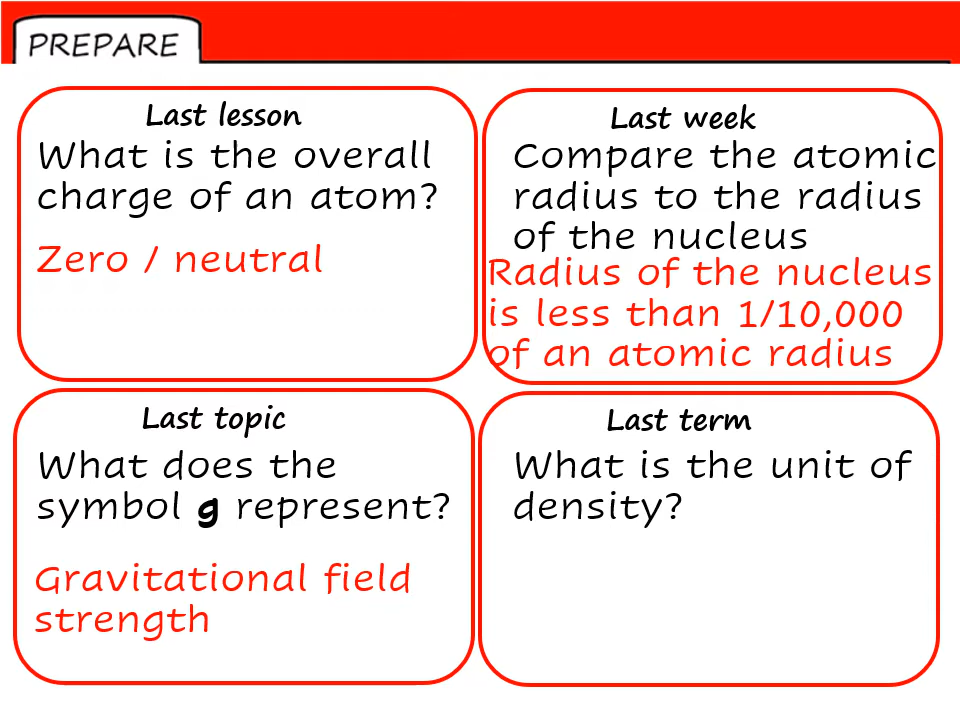 PREPARE
Last lesson
What is the overall
charge of an atom?
Zero / neutral
Last week
Compare the atomic
radius to the radius
of the nucleus
Radius of the nucleus
is less than 1/10,000
of an atomic radius
Last topic
What does the
symbol g represent?
Gravitational field
strength
Last term
What is the unit of
density?